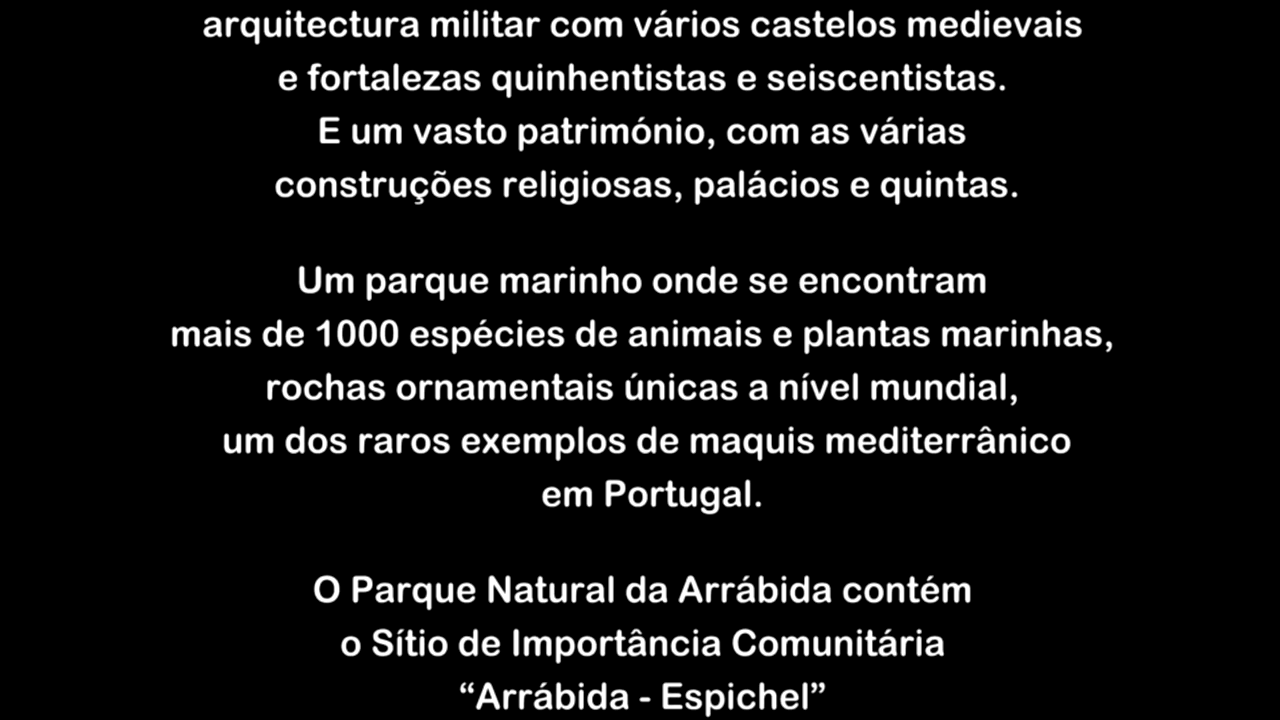 arquitectura militar com vários castelos medievais
e fortalezas quinhentistas e seiscentistas.
E um vasto património, com as várias
construções religiosas, palácios e quintas.
Um parque marinho onde se encontram
mais de 1000 espécies de animais e plantas marinhas,
rochas ornamentais únicas a nível mundial,
um dos raros exemplos de maquis mediterrânico
em Portugal.
O Parque Natural da Arrábida contém
o Sítio de Importância Comunitária
“Arrábida - Espichel”